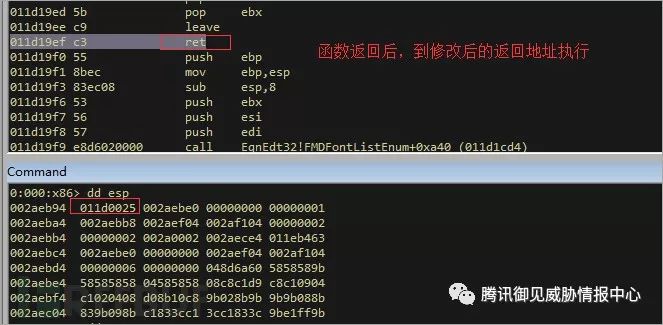 011d19ed 5b pop ebx
011d19ee c9 leave
011d19ef c3 ret
函数返回后，到修改后的返回地址执行
011d19f0 55 push ebp
011d19f1 8bec mov ebp,esp
011d19f3 83ec08 sub esp,8
011d19f6 53 push ebx
011d19f7 56 push esi
011d19f8 57 push edi
011d19f9 e8d6020000 call EqnEdt32!FMDFontListEnum+0xa40 (011d1cd4)
Command
0:000:x86> dd esp
002aeb94 011d0025 002aebe0 00000000 00000001
002aeba4 002aebb8 002aef04 002af104 00000002
002aebb4 00000002 002a0002 002aece4 011eb463
002aebc4 002aebe0 00000000 002aef04 002af104
002aebd4 00000006 00000000 048d6a60 5858589b
002aebe4 58585858 04585858 08c8c1d9 c8c10904
002aebf4 c1020408 c08b10c8 9b028b9b 9b9b088b
002aec04 839b098b c1833cc1 3cc1833c 9be1ff9b
腾讯御见威胁情报中心